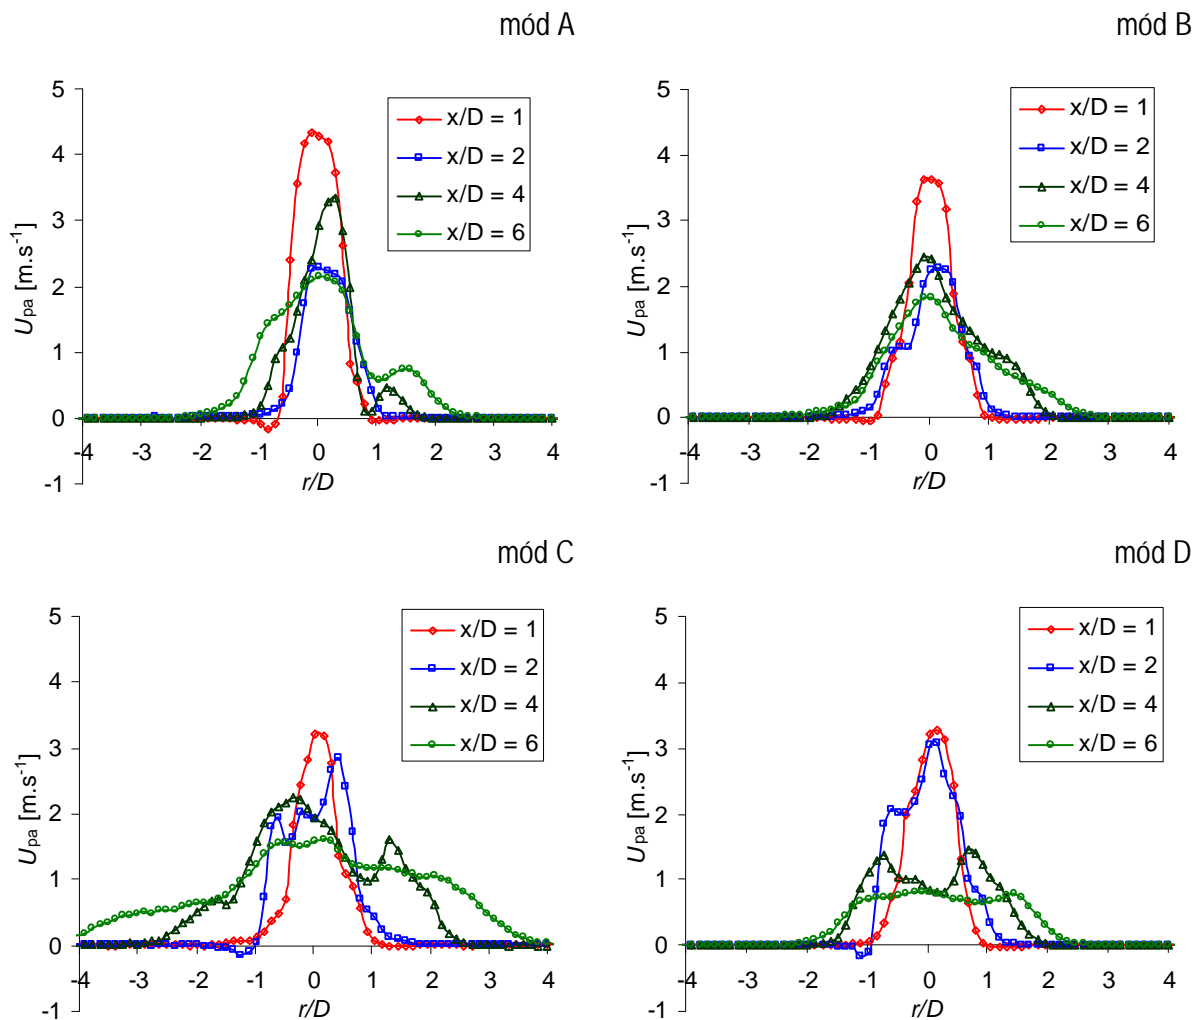 mód A
5
4
3
2
1
0
-1
U_pa [m.s⁻¹]
-4 -3 -2 -1 0 1 2 3 4
r/D
x/D = 1
x/D = 2
x/D = 4
x/D = 6
mód B
5
4
3
2
1
0
-1
U_pa [m.s⁻¹]
-4 -3 -2 -1 0 1 2 3 4
r/D
x/D = 1
x/D = 2
x/D = 4
x/D = 6
mód C
5
4
3
2
1
0
-1
U_pa [m.s⁻¹]
-4 -3 -2 -1 0 1 2 3 4
r/D
x/D = 1
x/D = 2
x/D = 4
x/D = 6
mód D
5
4
3
2
1
0
-1
U_pa [m.s⁻¹]
-4 -3 -2 -1 0 1 2 3 4
r/D
x/D = 1
x/D = 2
x/D = 4
x/D = 6